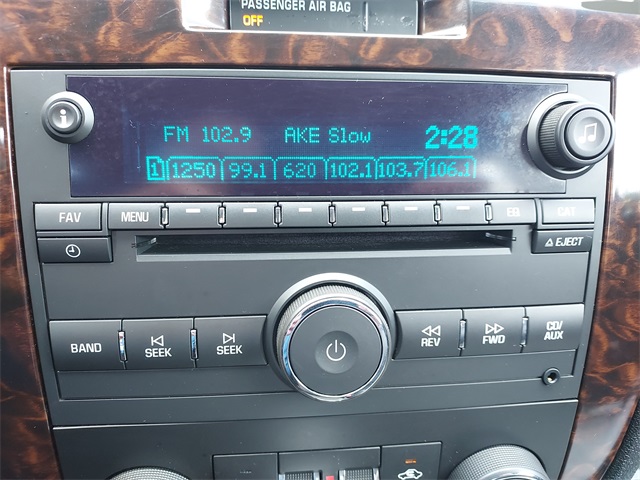 PASSENGER AIR BAG
OFF
FM 102.9 AKE Slow 2:28
1 1250 99.1 620 102.1 103.7 106.1
FAV MENU EQ CAT
EJECT
BAND SEEK SEEK REV FWD CD/AUX